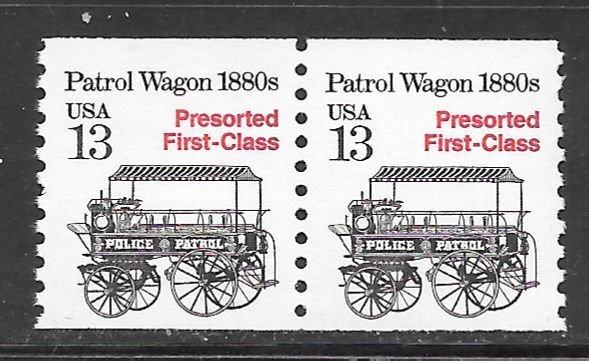 Patrol Wagon 1880s
USA
13
Presorted
First-Class
POLICE PATROL
Patrol Wagon 1880s
USA
13
Presorted
First-Class
POLICE PATROL